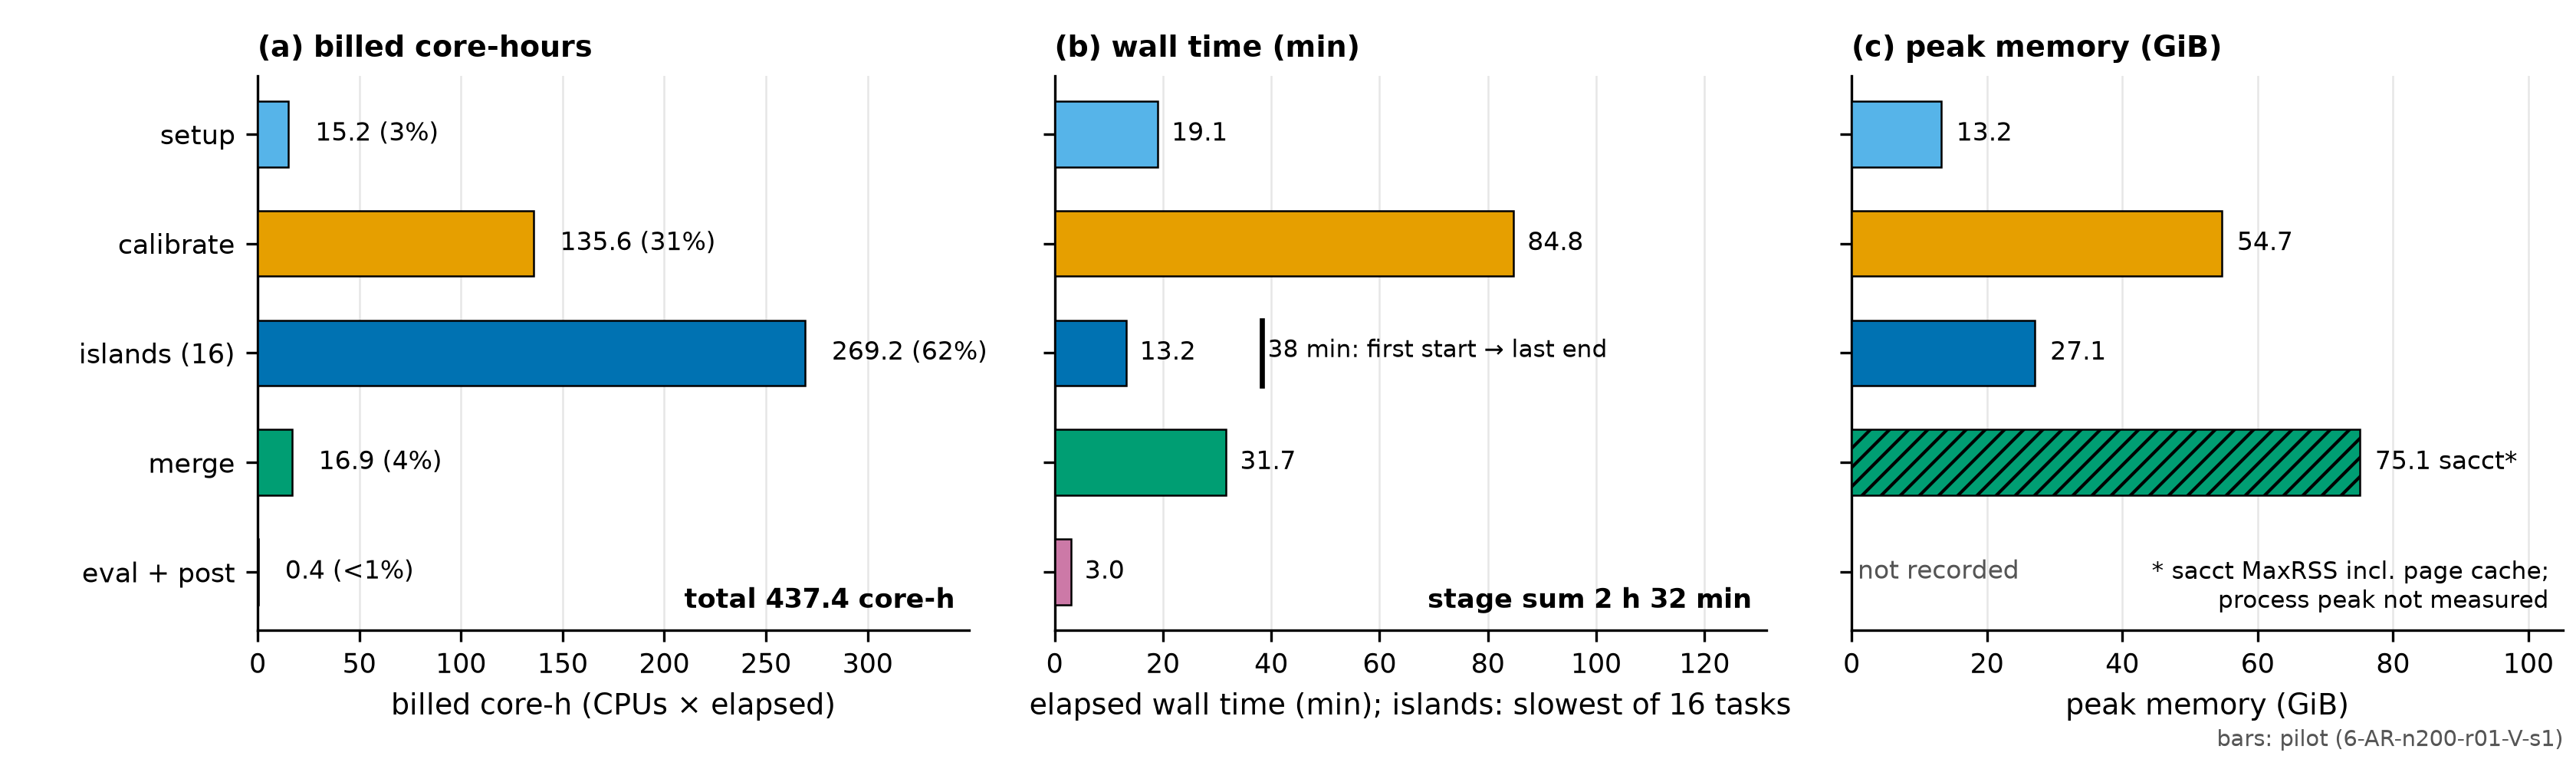 (a) billed core-hours
setup
15.2 (3%)
calibrate
135.6 (31%)
islands (16)
269.2 (62%)
merge
16.9 (4%)
eval + post
0.4 (<1%)
total 437.4 core-h
0 50 100 150 200 250 300
billed core-h (CPUs × elapsed)
(b) wall time (min)
19.1
84.8
13.2
38 min: first start → last end
31.7
3.0
stage sum 2 h 32 min
0 20 40 60 80 100 120
elapsed wall time (min); islands: slowest of 16 tasks
(c) peak memory (GiB)
13.2
54.7
27.1
75.1 sacct*
not recorded
* sacct MaxRSS incl. page cache;
process peak not measured
0 20 40 60 80 100
peak memory (GiB)
bars: pilot (6-AR-n200-r01-V-s1)